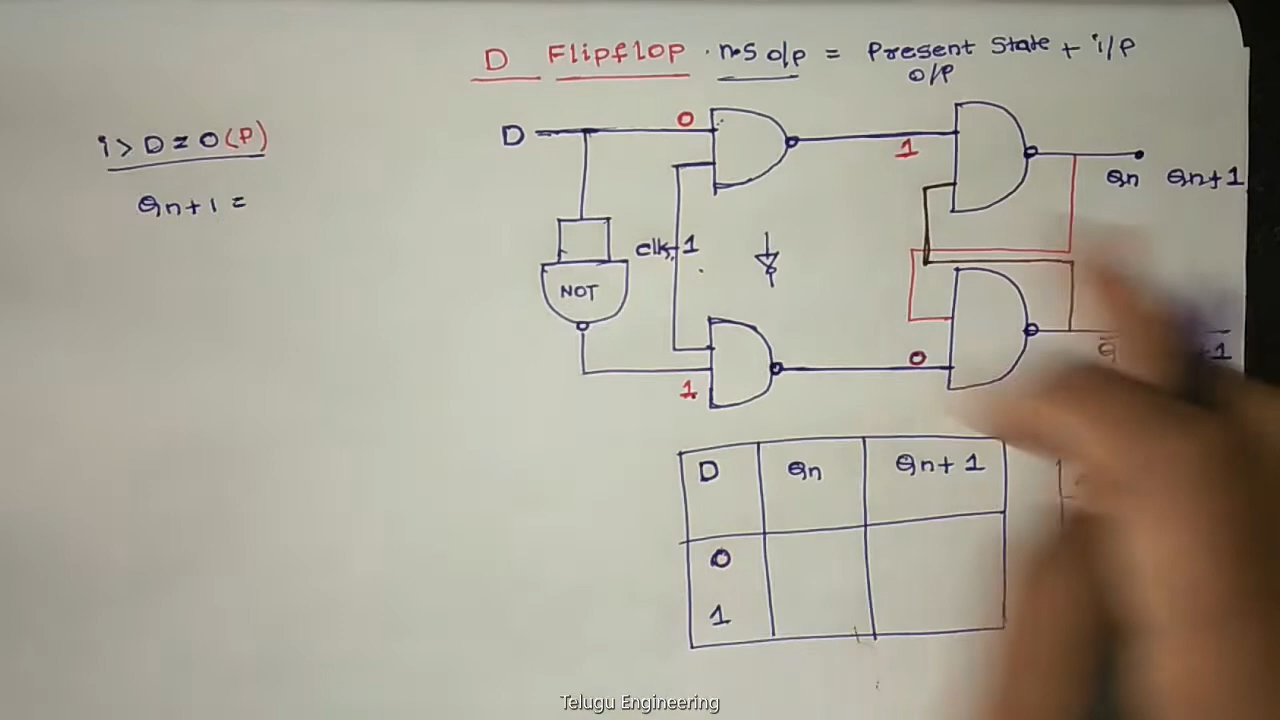 D Flipflop . n.s o/p = Present State + i/p
o/p
i > D = 0 (P)
Qn+1 =
D
0
1
Qn Qn+1
clk, 1
NOT
1
0
1
D Qn Qn+1
0
1
Telugu Engineering